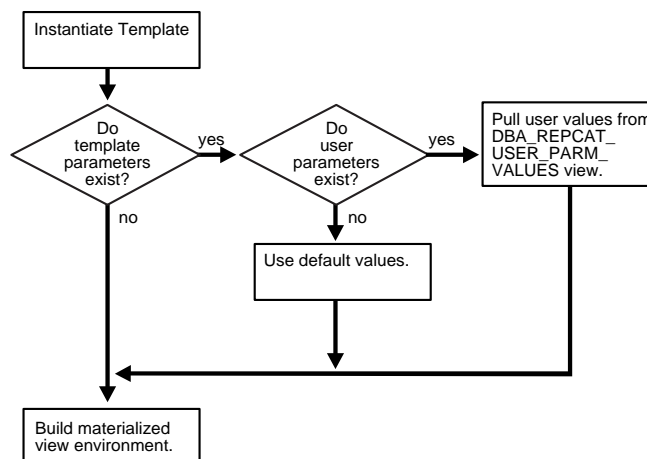 Instantiate Template
Do
template
parameters
exist?
yes
Do
user
parameters
exist?
yes
Pull user values from
DBA_REPCAT_
USER_PARM_
VALUES view.
no
no
Use default values.
Build materialized
view environment.